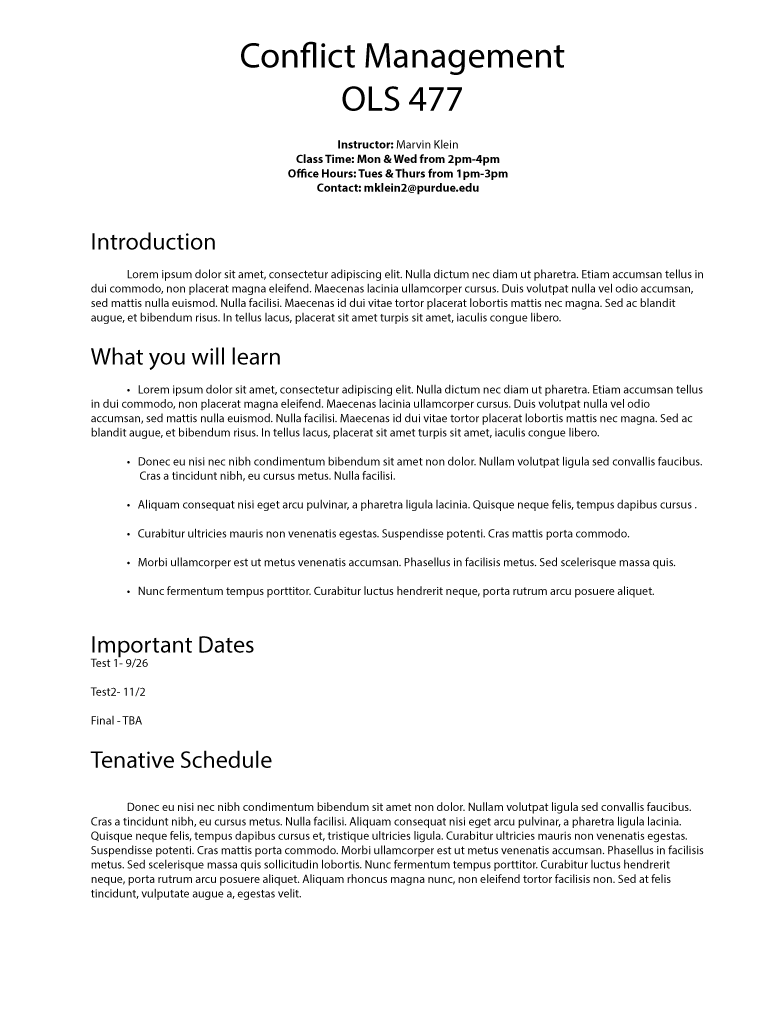 Conflict Management
OLS 477
Instructor: Marvin Klein
Class Time: Mon & Wed from 2pm-4pm
Office Hours: Tues & Thurs from 1pm-3pm
Contact: mklein2@purdue.edu
Introduction
Lorem ipsum dolor sit amet, consectetur adipiscing elit. Nulla dictum nec diam ut pharetra. Etiam accumsan tellus in
dui commodo, non placerat magna eleifend. Maecenas lacinia ullamcorper cursus. Duis volutpat nulla vel odio accumsan,
sed mattis nulla euismod. Nulla facilisi. Maecenas id dui vitae tortor placerat lobortis mattis nec magna. Sed ac blandit
augue, et bibendum risus. In tellus lacus, placerat sit amet turpis sit amet, iaculis congue libero.
What you will learn
• Lorem ipsum dolor sit amet, consectetur adipiscing elit. Nulla dictum nec diam ut pharetra. Etiam accumsan tellus
in dui commodo, non placerat magna eleifend. Maecenas lacinia ullamcorper cursus. Duis volutpat nulla vel odio
accumsan, sed mattis nulla euismod. Nulla facilisi. Maecenas id dui vitae tortor placerat lobortis mattis nec magna. Sed ac
blandit augue, et bibendum risus. In tellus lacus, placerat sit amet turpis sit amet, iaculis congue libero.
• Donec eu nisi nec nibh condimentum bibendum sit amet non dolor. Nullam volutpat ligula sed convallis faucibus.
Cras a tincidunt nibh, eu cursus metus. Nulla facilisi.
• Aliquam consequat nisi eget arcu pulvinar, a pharetra ligula lacinia. Quisque neque felis, tempus dapibus cursus .
• Curabitur ultricies mauris non venenatis egestas. Suspendisse potenti. Cras mattis porta commodo.
• Morbi ullamcorper est ut metus venenatis accumsan. Phasellus in facilisis metus. Sed scelerisque massa quis.
• Nunc fermentum tempus porttitor. Curabitur luctus hendrerit neque, porta rutrum arcu posuere aliquet.
Important Dates
Test 1- 9/26
Test2- 11/2
Final - TBA
Tenative Schedule
Donec eu nisi nec nibh condimentum bibendum sit amet non dolor. Nullam volutpat ligula sed convallis faucibus.
Cras a tincidunt nibh, eu cursus metus. Nulla facilisi. Aliquam consequat nisi eget arcu pulvinar, a pharetra ligula lacinia.
Quisque neque felis, tempus dapibus cursus et, tristique ultricies ligula. Curabitur ultricies mauris non venenatis egestas.
Suspendisse potenti. Cras mattis porta commodo. Morbi ullamcorper est ut metus venenatis accumsan. Phasellus in facilisis
metus. Sed scelerisque massa quis sollicitudin lobortis. Nunc fermentum tempus porttitor. Curabitur luctus hendrerit
neque, porta rutrum arcu posuere aliquet. Aliquam rhoncus magna nunc, non eleifend tortor facilisis non. Sed at felis
tincidunt, vulputate augue a, egestas velit.